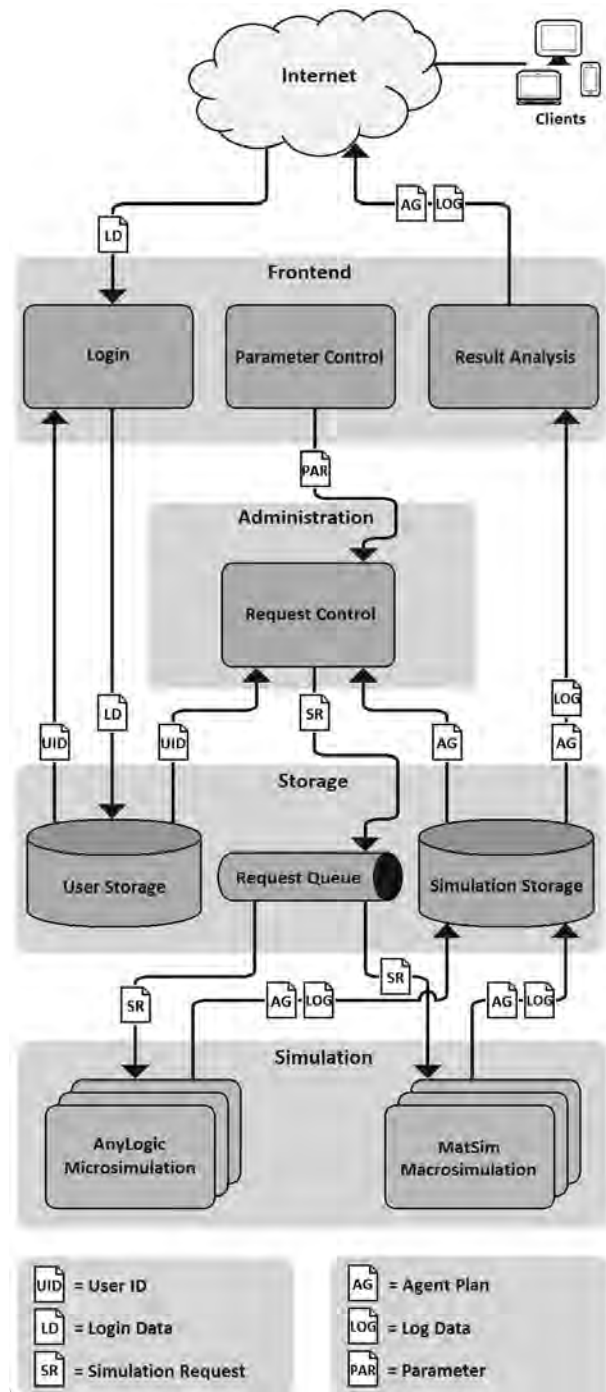 Internet
Clients
AG LOG
LD
Frontend
Login
Parameter Control
Result Analysis
PAR
Administration
Request Control
UID
LD
UID
SR
AG
LOG
AG
Storage
User Storage
Request Queue
Simulation Storage
SR
AG LOG
SR
AG LOG
Simulation
AnyLogic
Microsimulation
MatSim
Macrosimulation
UID = User ID
LD = Login Data
SR = Simulation Request
AG = Agent Plan
LOG = Log Data
PAR = Parameter